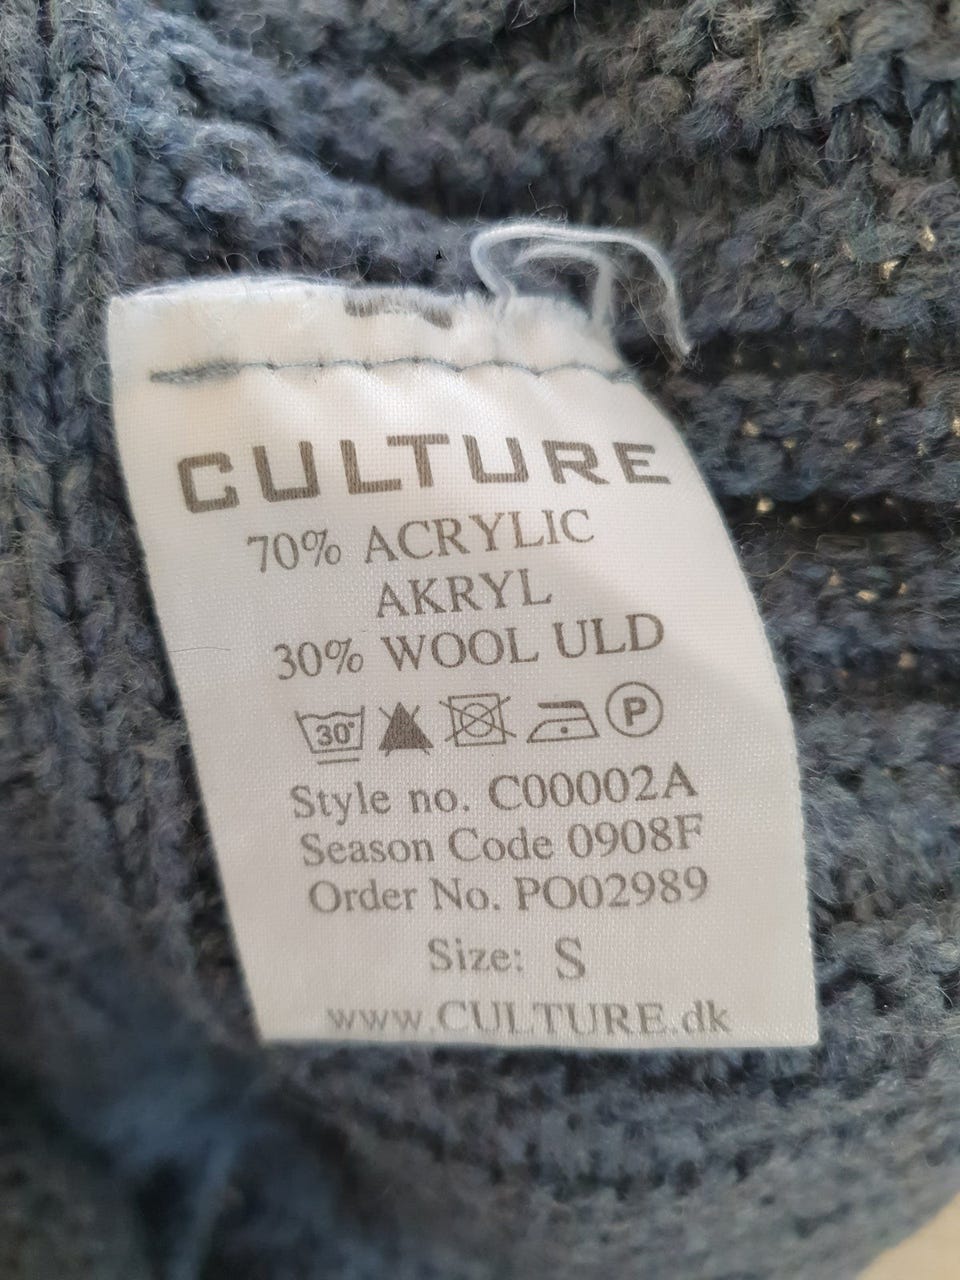 CULTURE
70% ACRYLIC
AKRYL
30% WOOL ULD
30° P
Style no. C00002A
Season Code 0908F
Order No. PO02989
Size: S
www.CULTURE.dk